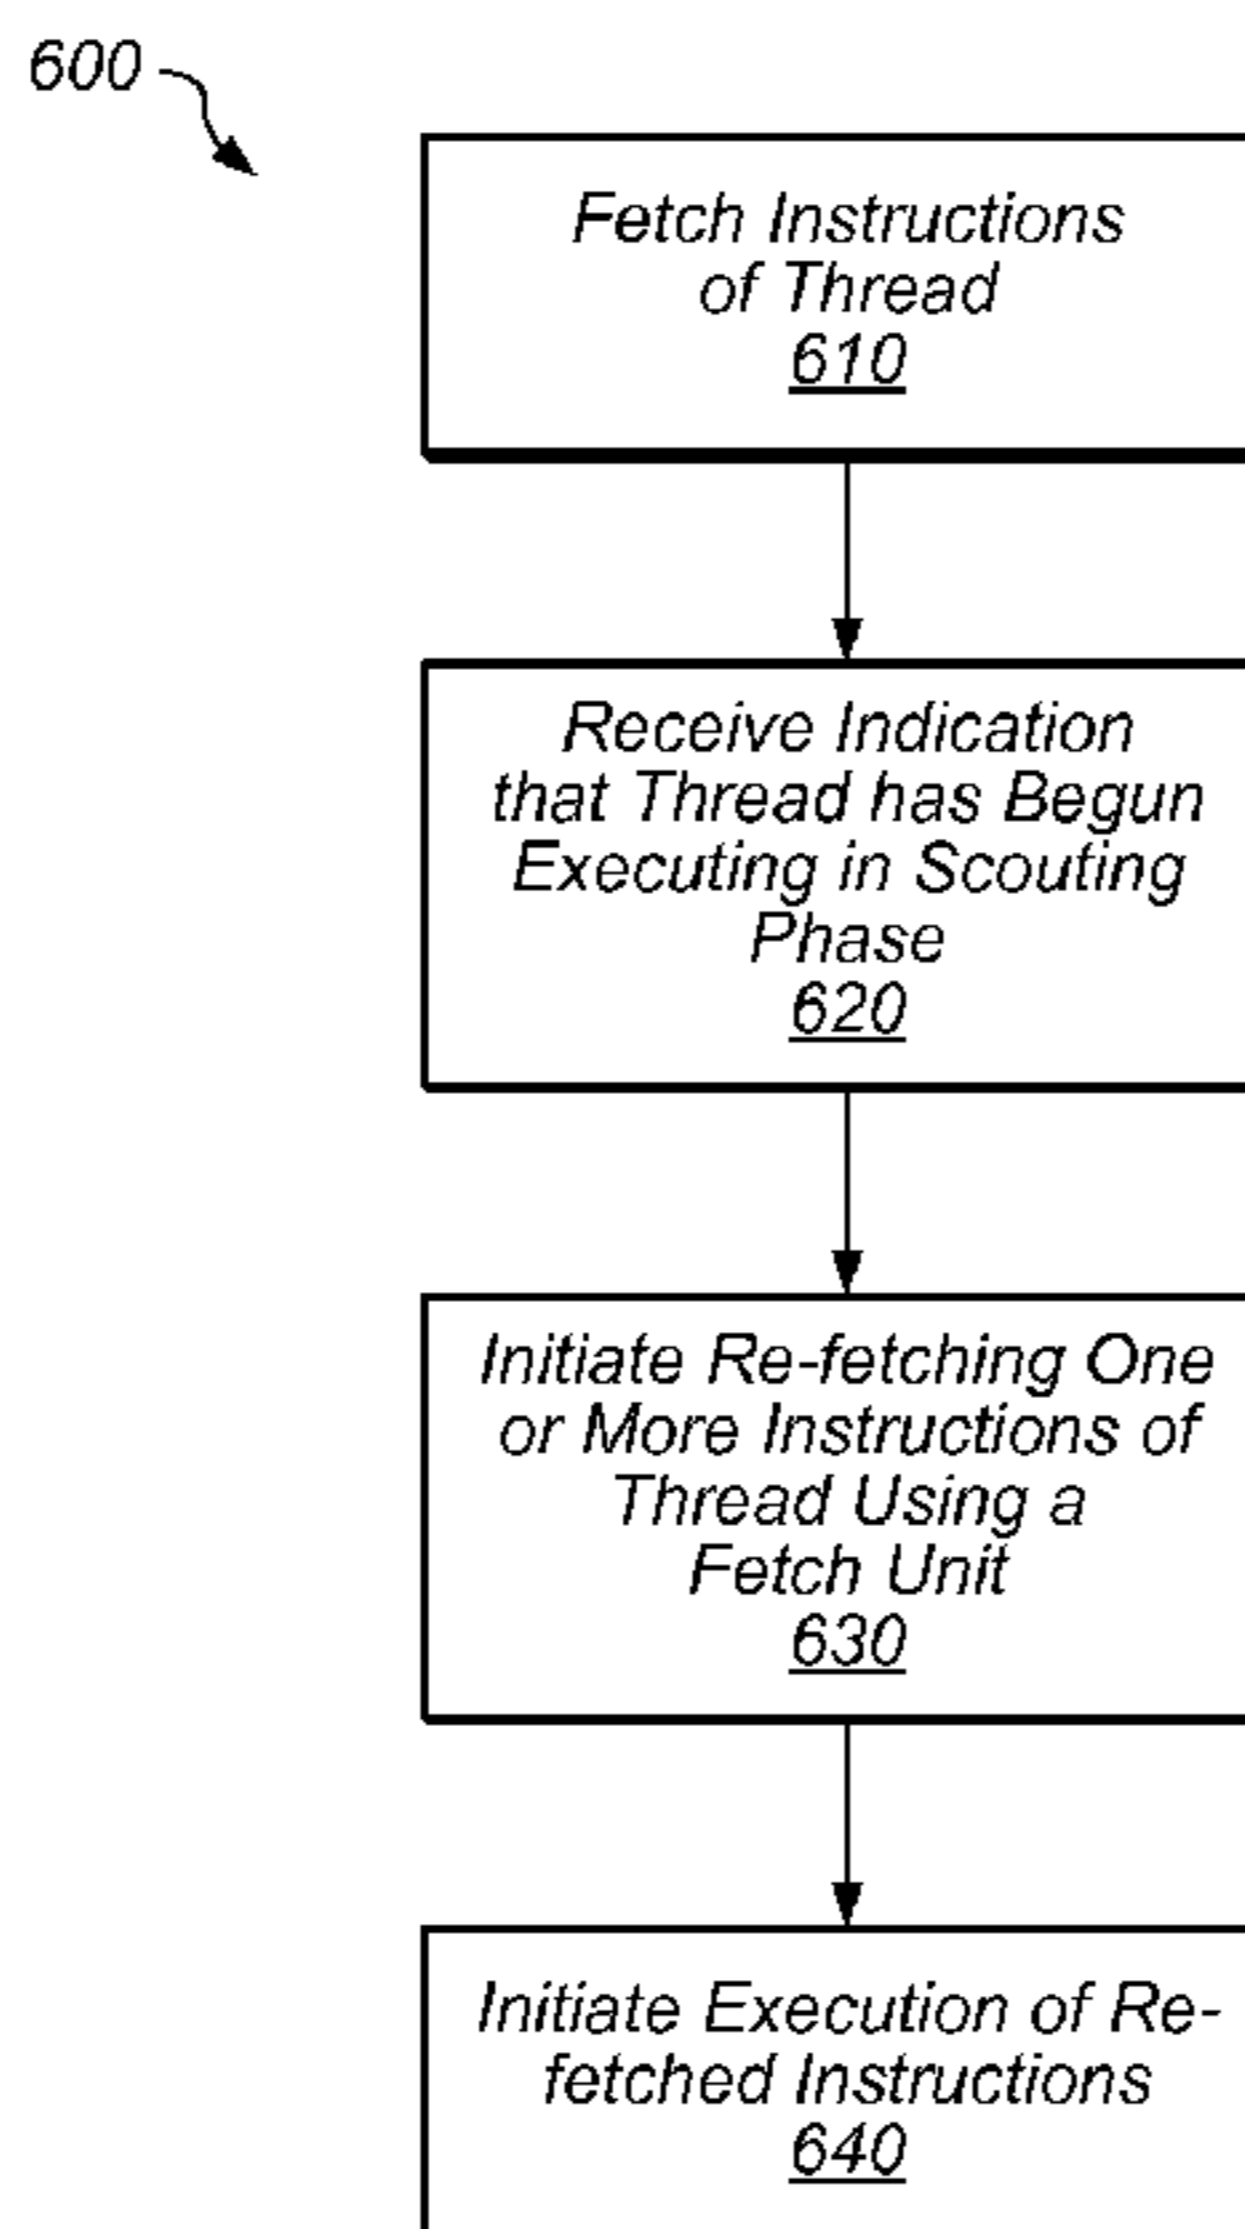 600
Fetch Instructions
of Thread
610
Receive Indication
that Thread has Begun
Executing in Scouting
Phase
620
Initiate Re-fetching One
or More Instructions of
Thread Using a
Fetch Unit
630
Initiate Execution of Re-
fetched Instructions
640